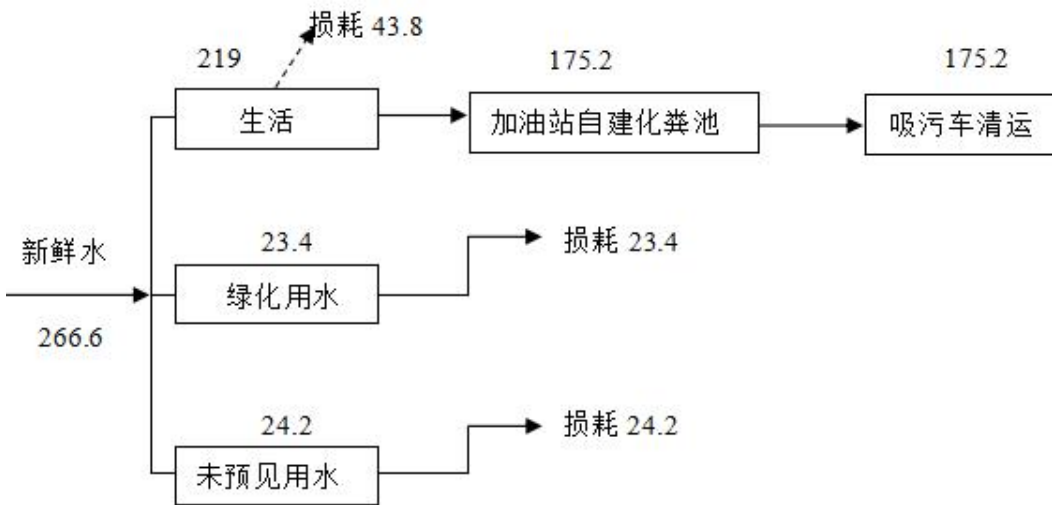 损耗 43.8
219
175.2
175.2
生活
加油站自建化粪池
吸污车清运
新鲜水
266.6
23.4
损耗 23.4
绿化用水
24.2
损耗 24.2
未预见用水